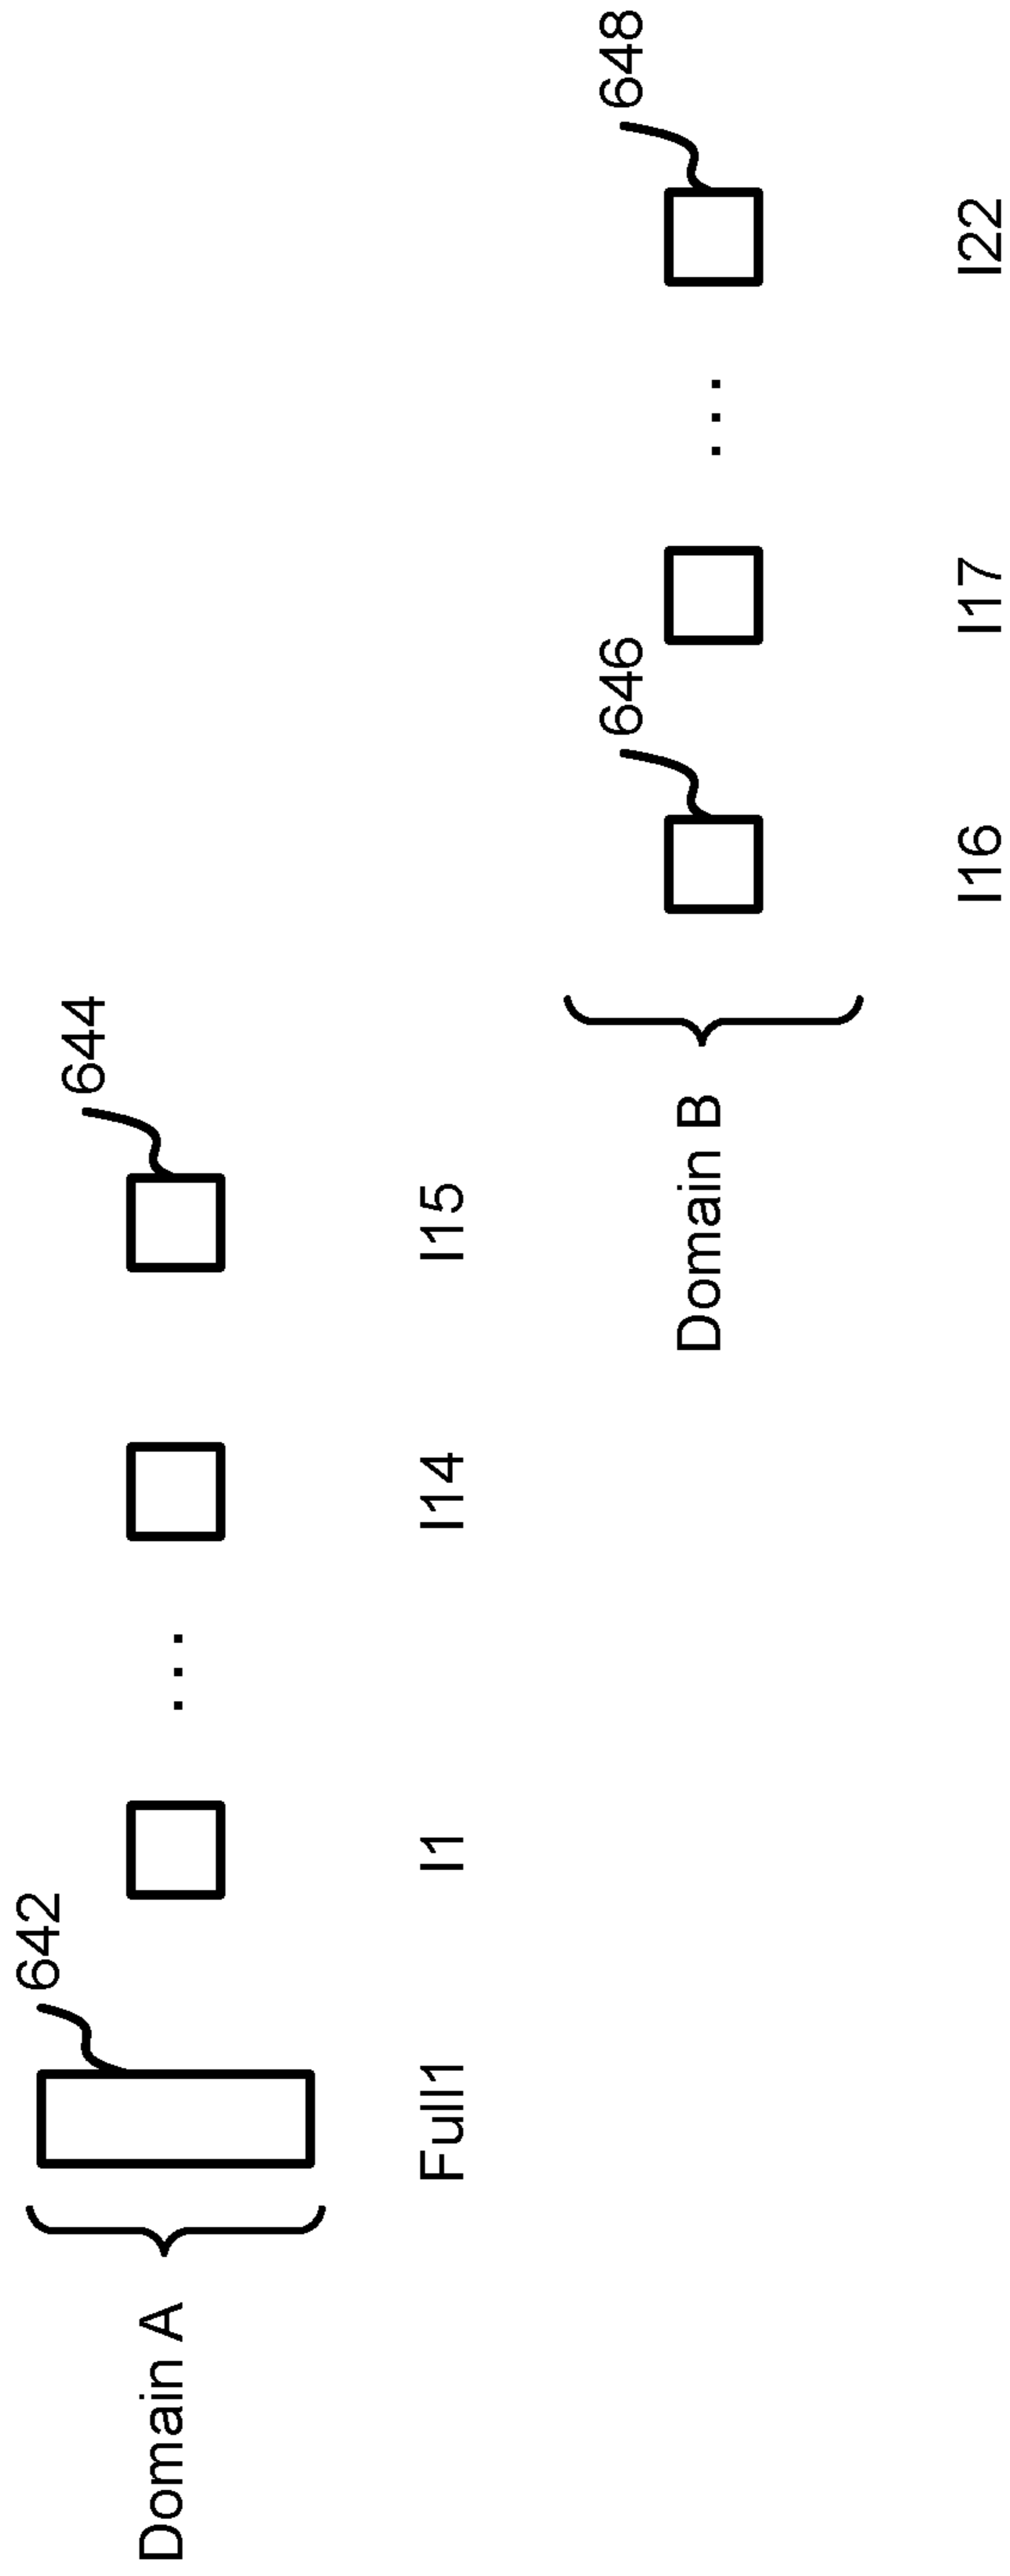 642
644
Domain A
. . .
Full1
I1
I14
I15
646
648
Domain B
. . .
I16
I17
I22